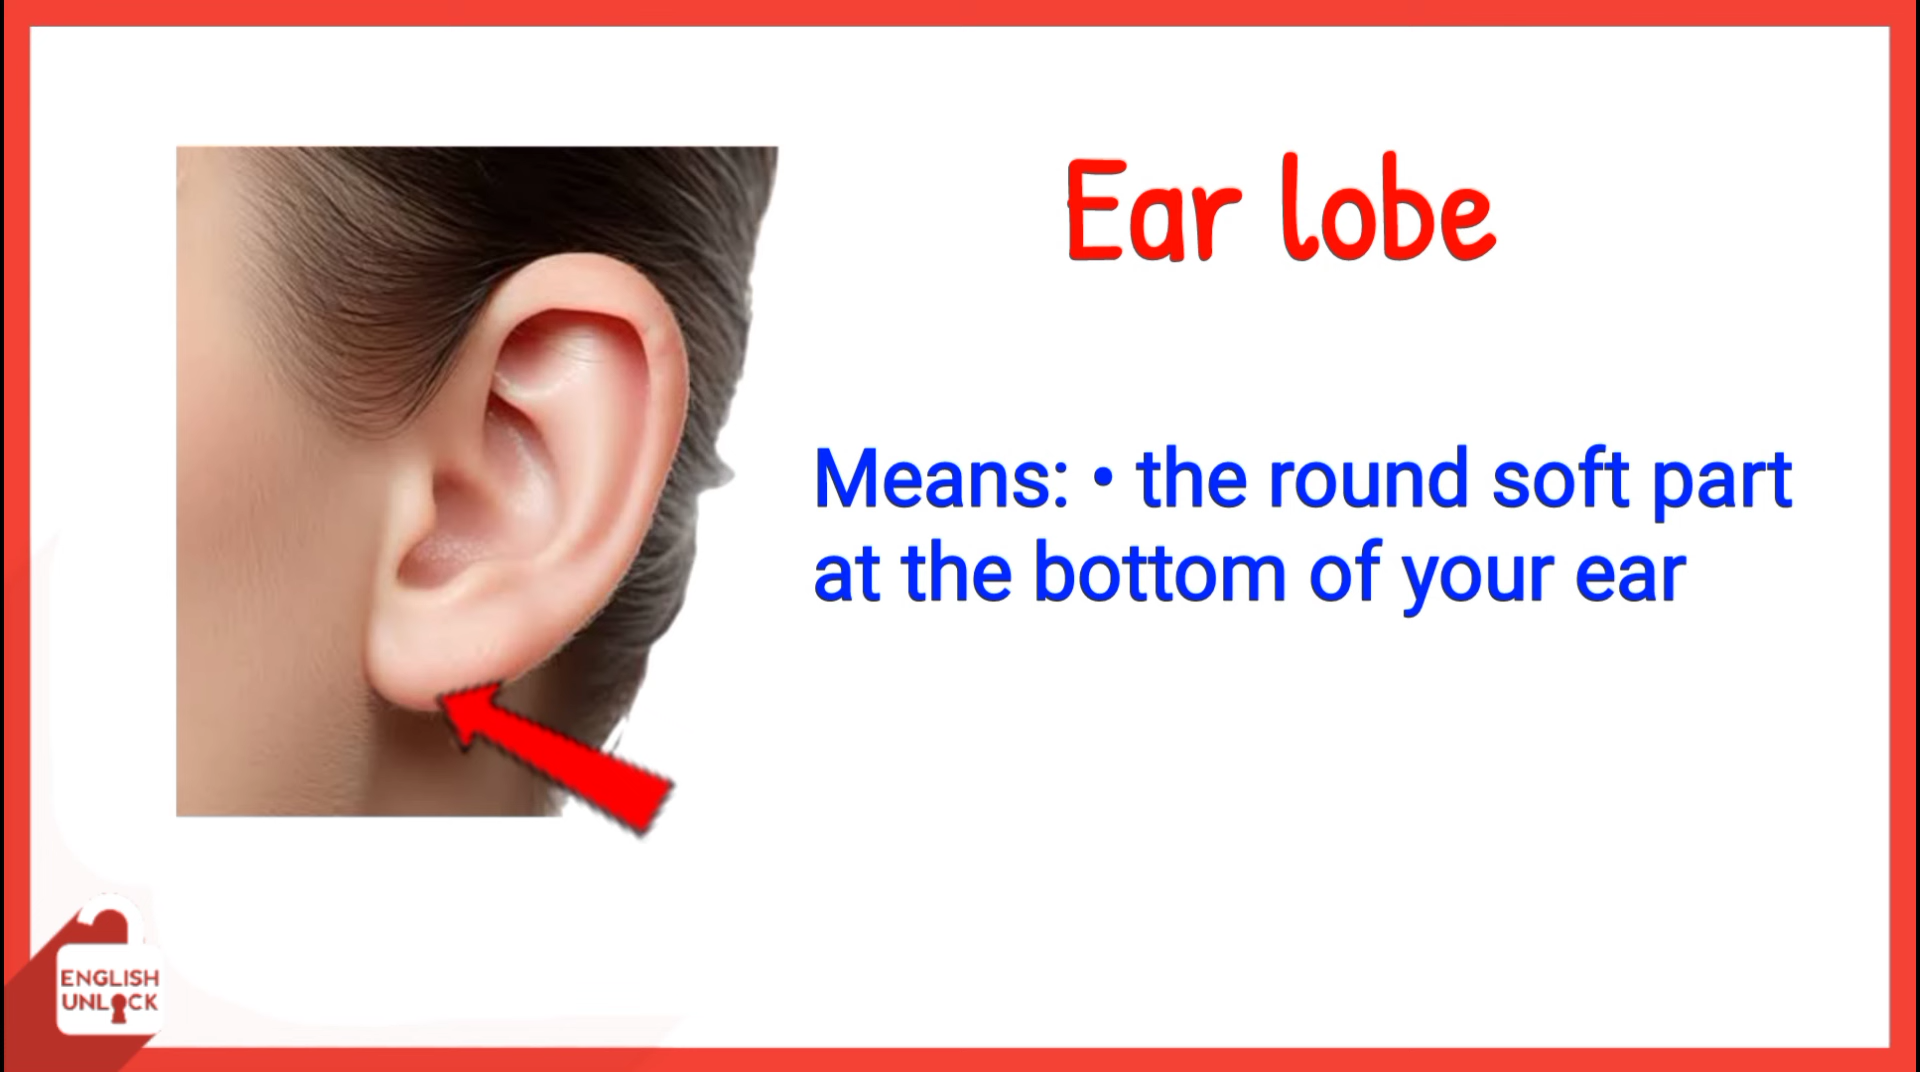 Ear lobe
Means: • the round soft part
at the bottom of your ear
ENGLISH
UNLOCK